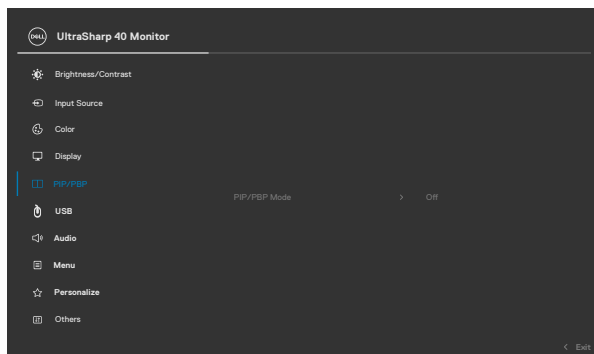 DELL UltraSharp 40 Monitor
Brightness/Contrast
Input Source
Color
Display
PIP/PBP
PIP/PBP Mode > Off
USB
Audio
Menu
Personalize
Others
< Exit